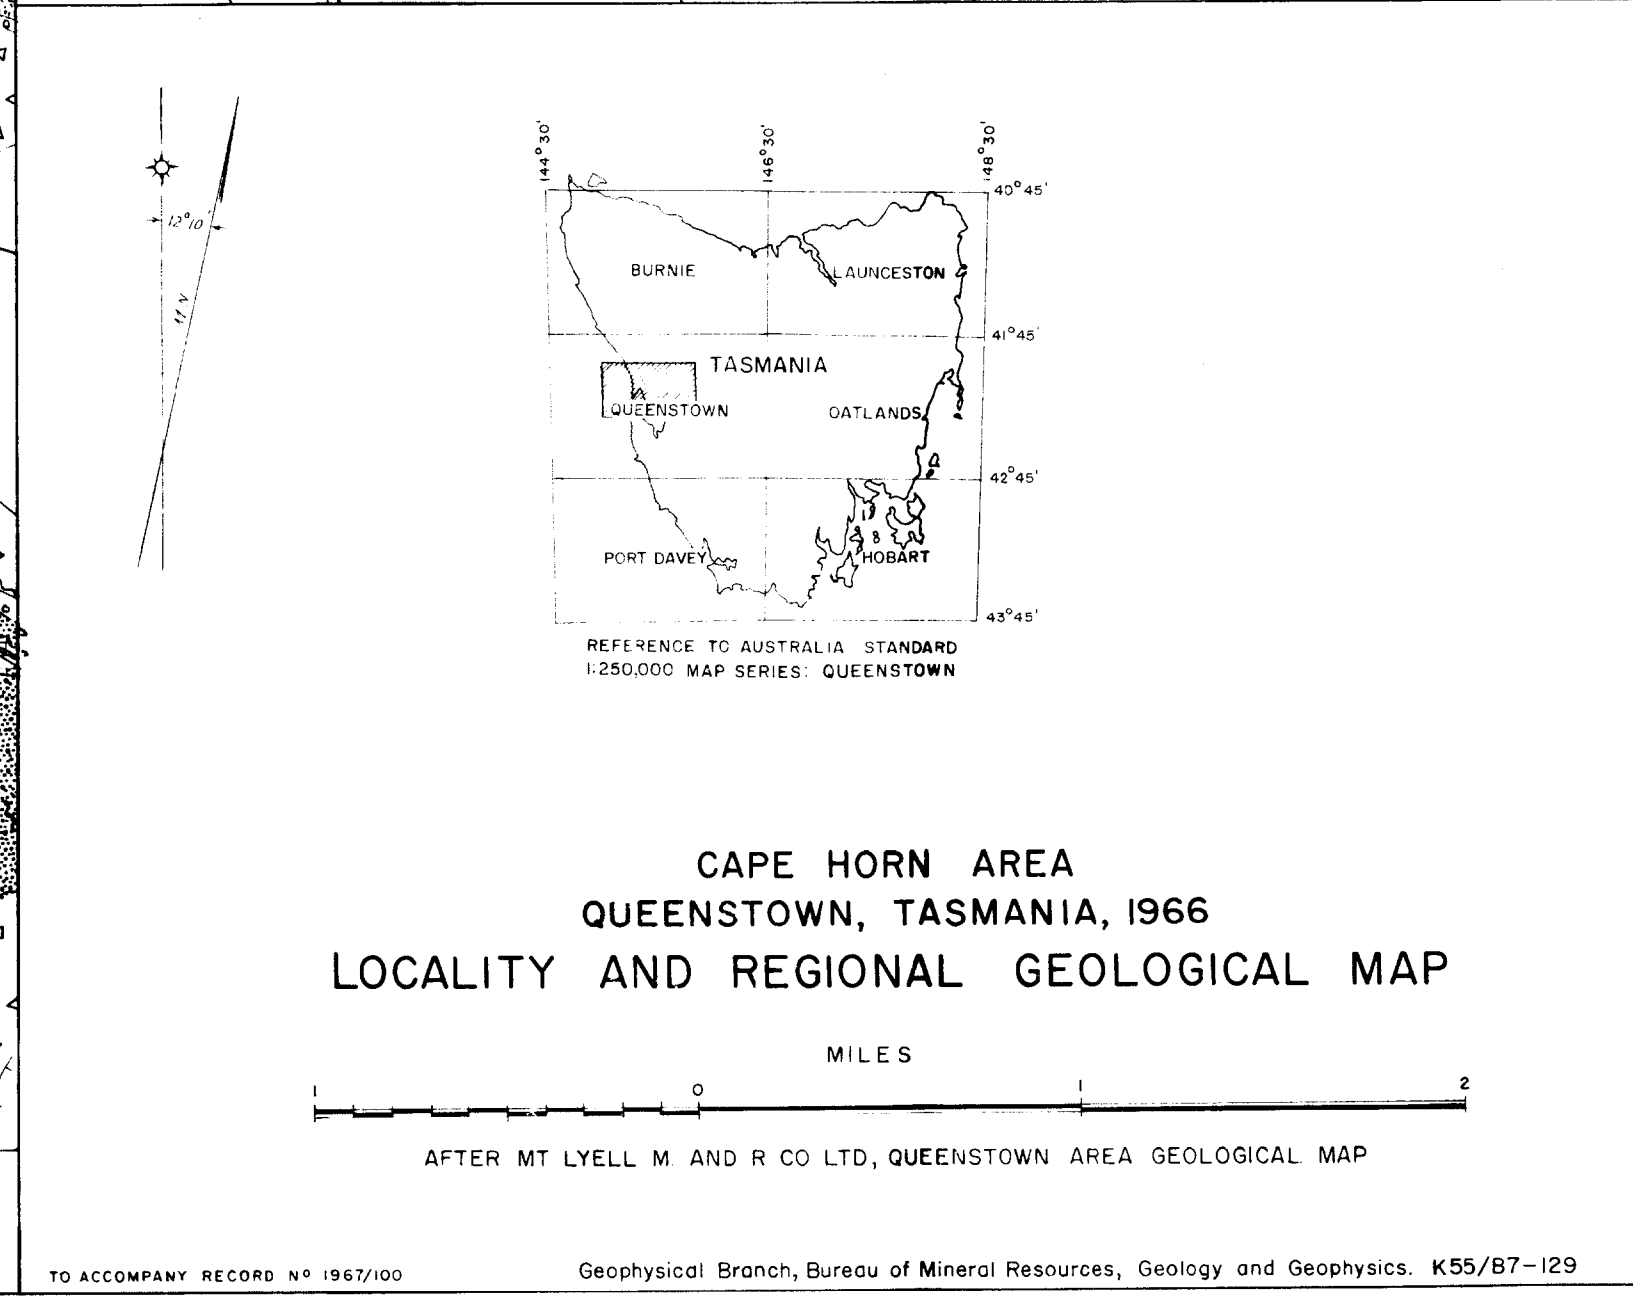 12°10'
M N
144°30'
146°30'
148°30'
40°45'
BURNIE
LAUNCESTON
41°45'
TASMANIA
QUEENSTOWN
OATLANDS
42°45'
PORT DAVEY
HOBART
43°45'
REFERENCE TO AUSTRALIA STANDARD
1:250,000 MAP SERIES: QUEENSTOWN
CAPE HORN AREA
QUEENSTOWN, TASMANIA, 1966
LOCALITY AND REGIONAL GEOLOGICAL MAP
MILES
1 0 1 2
AFTER MT LYELL M. AND R CO LTD, QUEENSTOWN AREA GEOLOGICAL MAP
TO ACCOMPANY RECORD Nº 1967/100
Geophysical Branch, Bureau of Mineral Resources, Geology and Geophysics. K55/B7-129